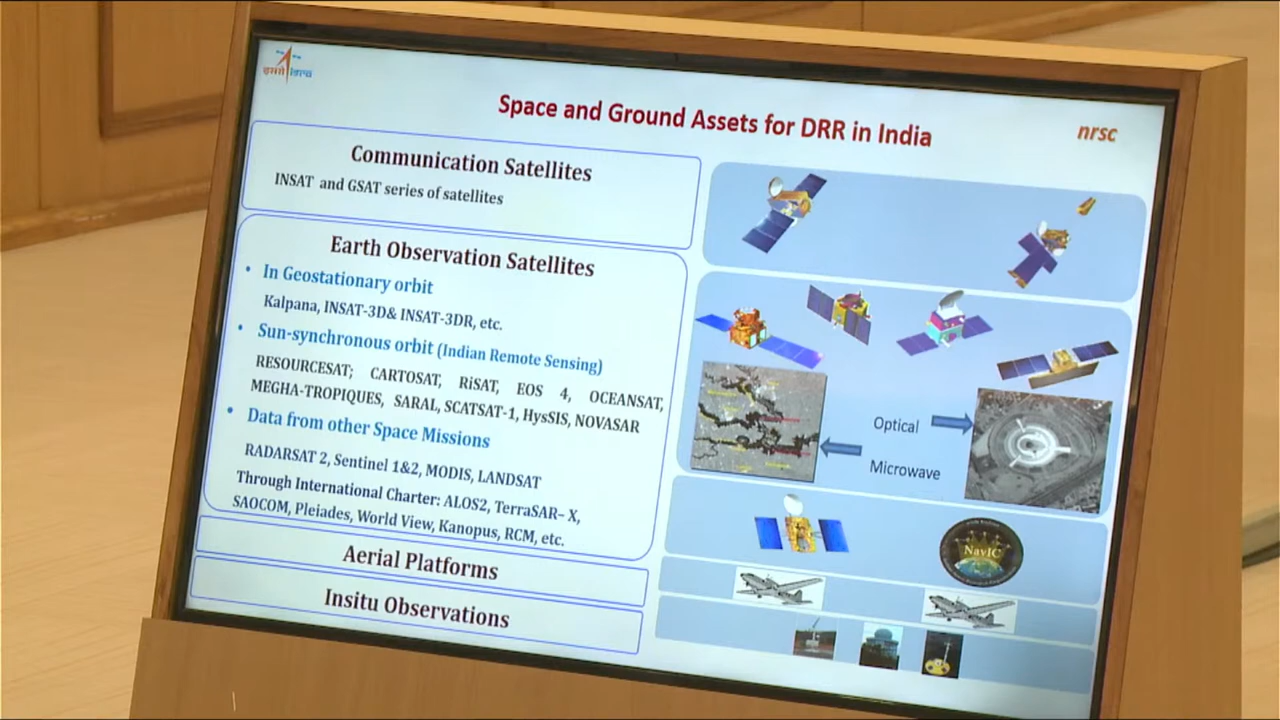 इसरो isro
Space and Ground Assets for DRR in India
nrsc
Communication Satellites
INSAT and GSAT series of satellites
Earth Observation Satellites
• In Geostationary orbit
Kalpana, INSAT-3D& INSAT-3DR, etc.
• Sun-synchronous orbit (Indian Remote Sensing)
RESOURCESAT; CARTOSAT, RiSAT, EOS 4, OCEANSAT,
MEGHA-TROPIQUES, SARAL, SCATSAT-1, HysSIS, NOVASAR
• Data from other Space Missions
RADARSAT 2, Sentinel 1&2, MODIS, LANDSAT
Through International Charter: ALOS2, TerraSAR– X,
SAOCOM, Pleiades, World View, Kanopus, RCM, etc.
Aerial Platforms
Insitu Observations
Optical
Microwave
NavIC